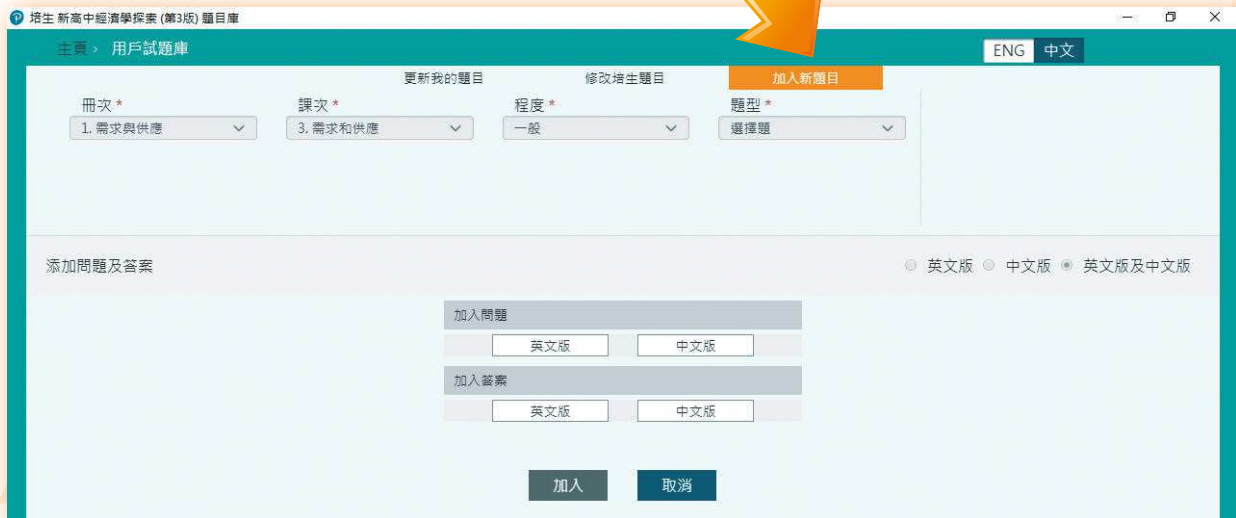 培生 新高中經濟學探索 (第3版) 題目庫
主頁 › 用戶試題庫 ENG 中文
更新我的題目 修改培生題目 加入新題目
冊次 * 課次 * 程度 * 題型 *
1. 需求與供應 3. 需求和供應 一般 選擇題
添加問題及答案 英文版 中文版 英文版及中文版
加入問題
英文版 中文版
加入答案
英文版 中文版
加入 取消